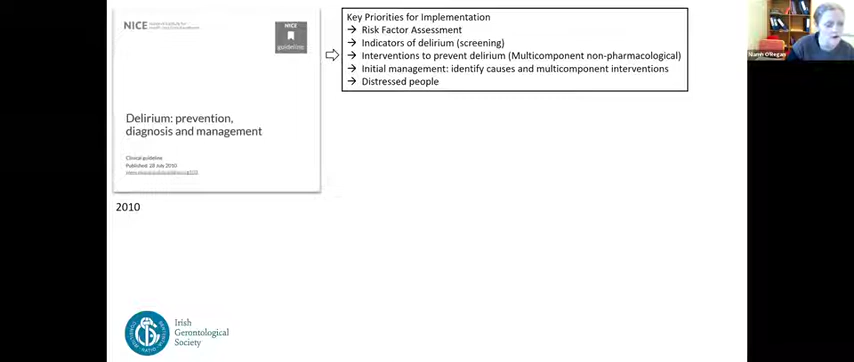 NICE
NICE
guideline
Delirium: prevention,
diagnosis and management
Clinical guideline
Published: 28 July 2010
2010
Key Priorities for Implementation
→ Risk Factor Assessment
→ Indicators of delirium (screening)
→ Interventions to prevent delirium (Multicomponent non-pharmacological)
→ Initial management: identify causes and multicomponent interventions
→ Distressed people
Niamh O'Regan
Irish
Gerontological
Society